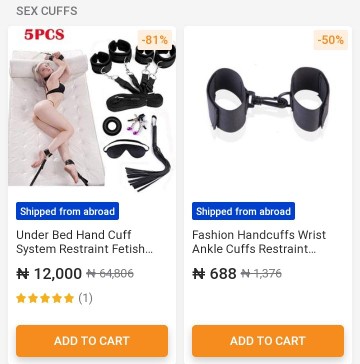 SEX CUFFS
5PCS
-81%
-50%
Shipped from abroad
Shipped from abroad
Under Bed Hand Cuff
System Restraint Fetish...
Fashion Handcuffs Wrist
Ankle Cuffs Restraint...
₦ 12,000 ₦ 64,806
₦ 688 ₦ 1,376
(1)
ADD TO CART
ADD TO CART